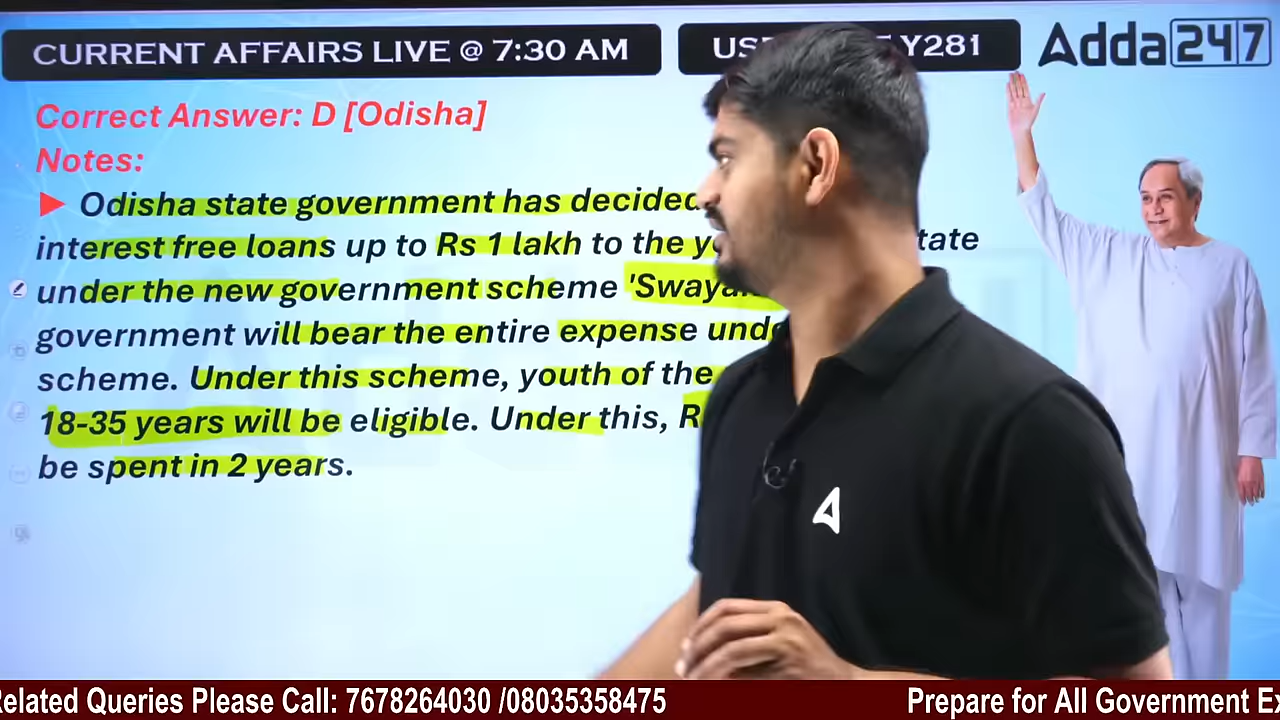 CURRENT AFFAIRS LIVE @ 7:30 AM
Y281
Adda247
Correct Answer: D [Odisha]
Notes:
Odisha state government has decided
interest free loans up to Rs 1 lakh to the
under the new government scheme
government will bear the entire expense
scheme. Under this scheme, youth of the
18-35 years will be eligible. Under this,
be spent in 2 years.
Related Queries Please Call: 7678264030 /08035358475
Prepare for All Government